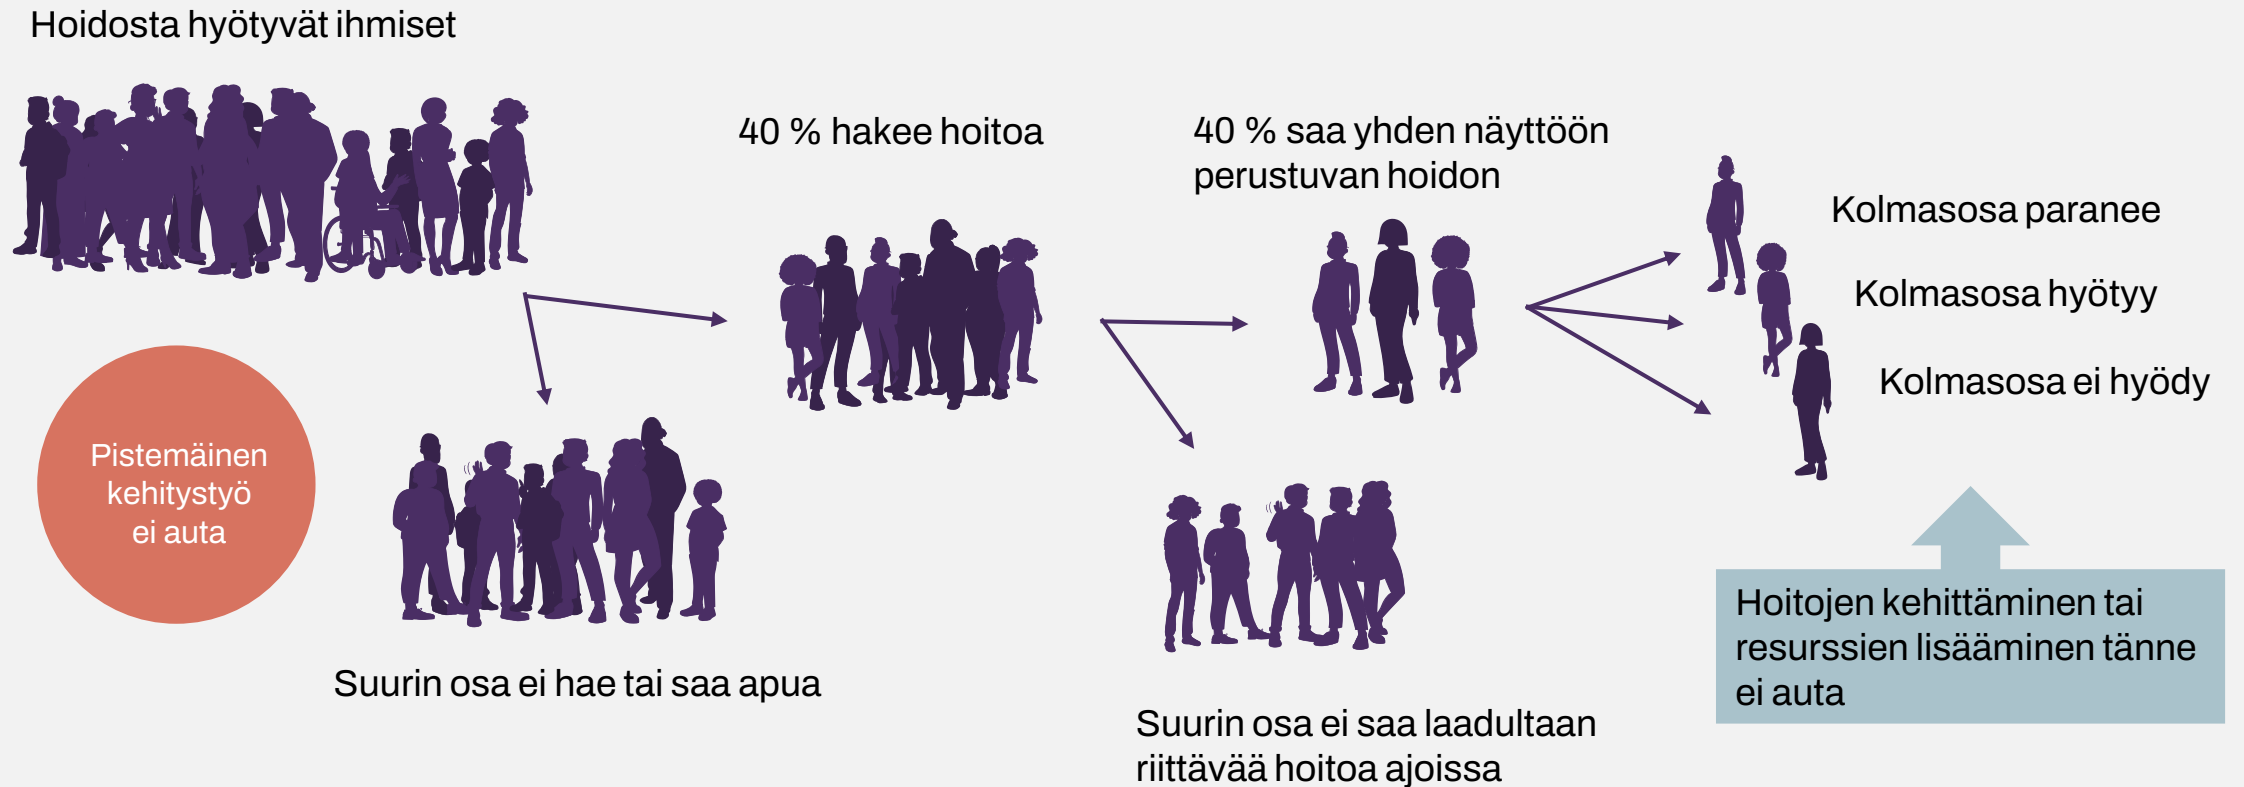 Hoidosta hyötyvät ihmiset
40 % hakee hoitoa
40 % saa yhden näyttöön
perustuvan hoidon
Kolmasosa paranee
Kolmasosa hyötyy
Kolmasosa ei hyödy
Pistemäinen
kehitystyö
ei auta
Suurin osa ei hae tai saa apua
Suurin osa ei saa laadultaan
riittävää hoitoa ajoissa
Hoitojen kehittäminen tai
resurssien lisääminen tänne
ei auta